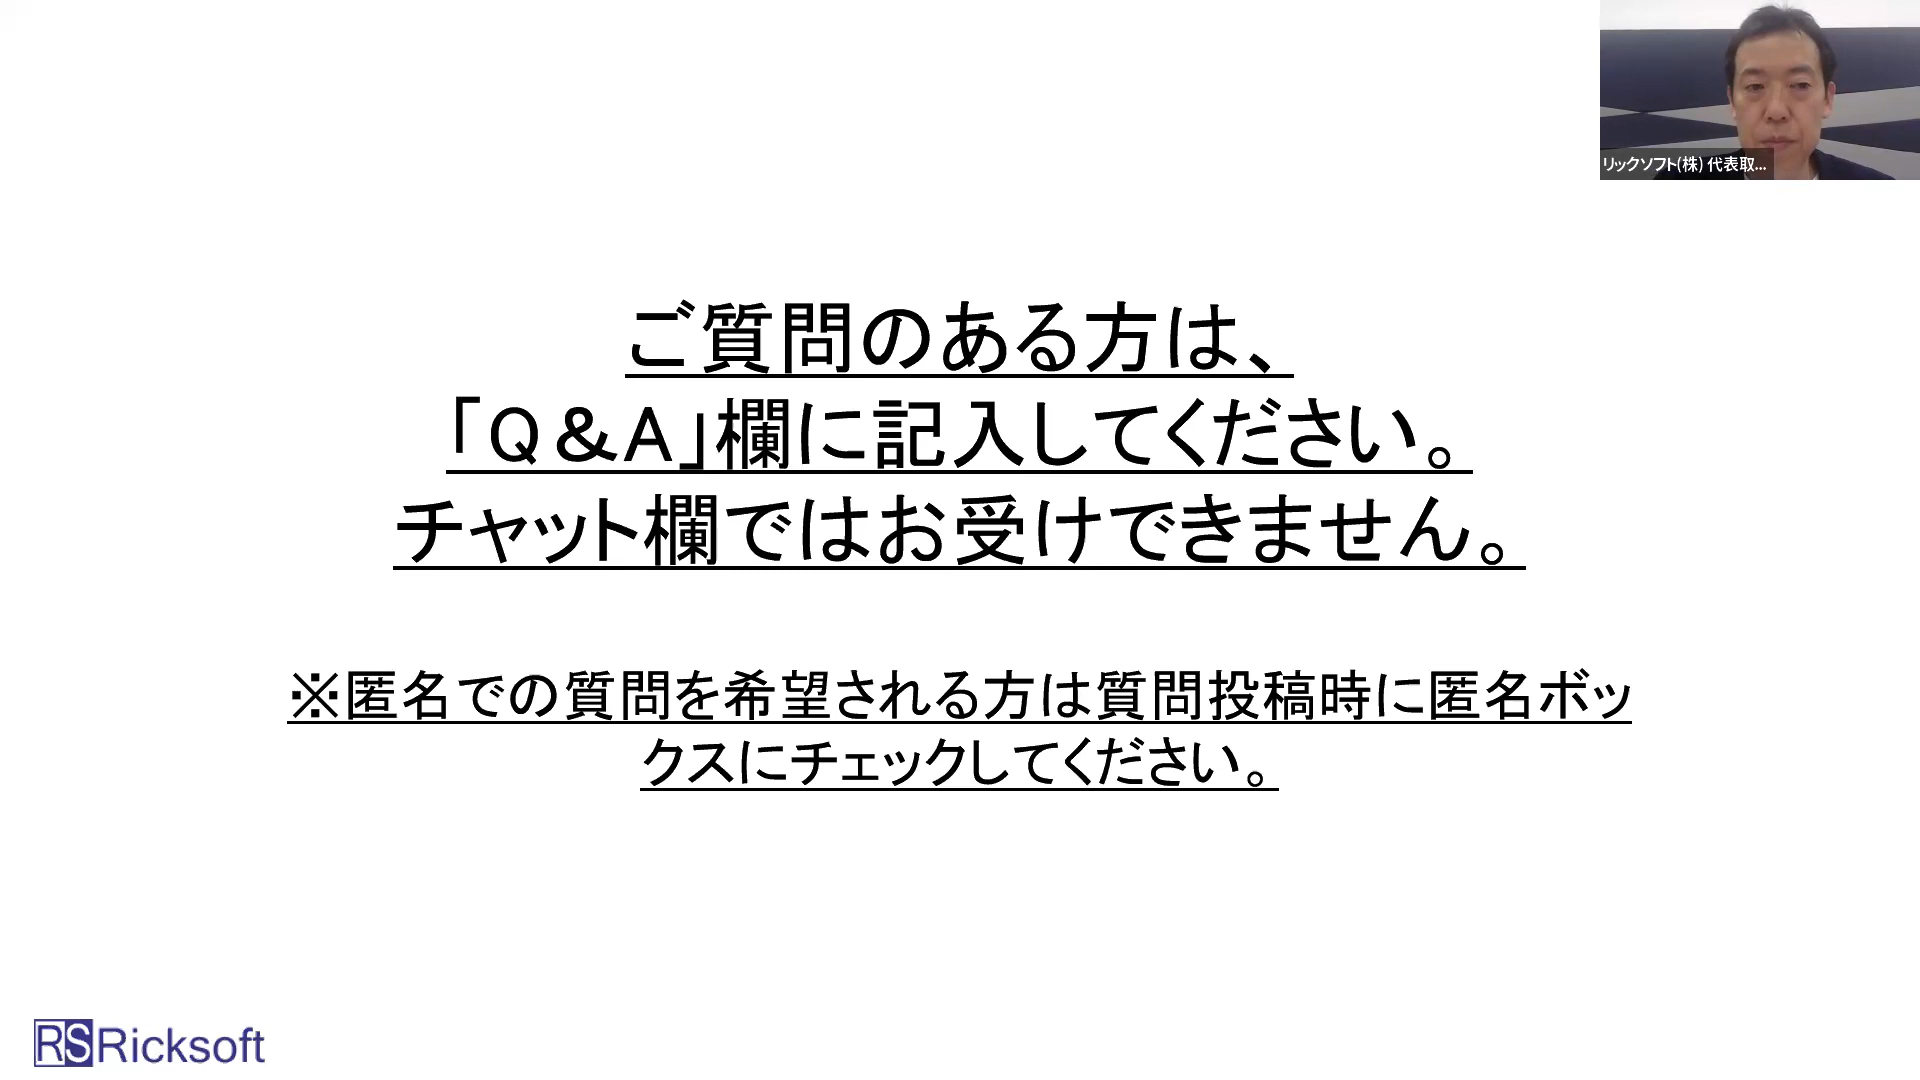 リックソフト(株) 代表取...
ご質問のある方は、
「Q＆A」欄に記入してください。
チャット欄ではお受けできません。
※匿名での質問を希望される方は質問投稿時に匿名ボッ
クスにチェックしてください。
RSRicksoft